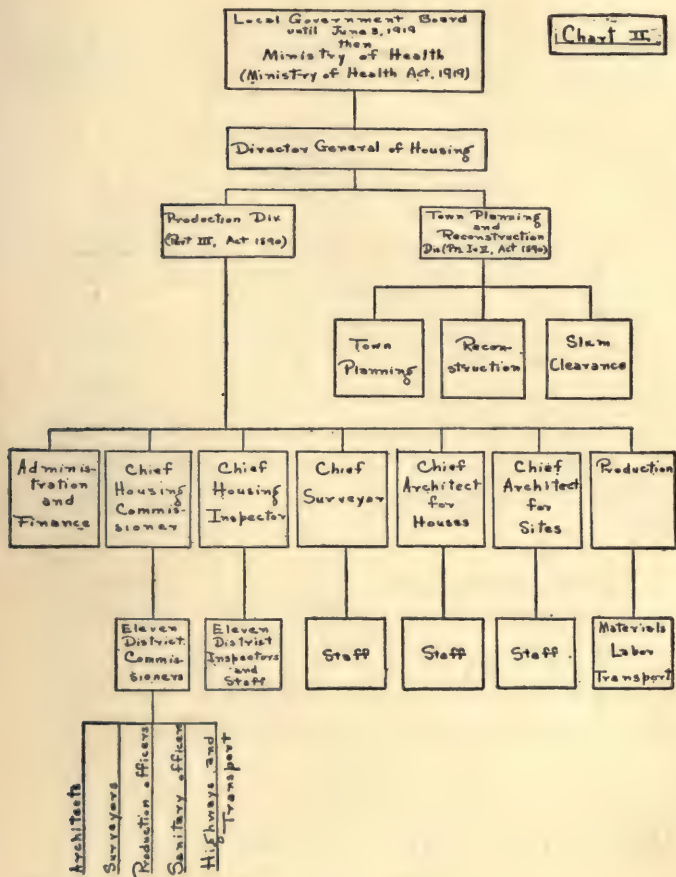 Local Government Board
until June 3, 1919
then
Ministry of Health
(Ministry of Health Act, 1919)
Chart II.
Director General of Housing
Production Div
(Part III, Act 1890)
Town Planning
and
Reconstruction
Div (Pts. I & II, Act 1890)
Town
Planning
Recon-
struction
Slum
Clearance
Adminis-
tration
and
Finance
Chief
Housing
Commis-
sioner
Chief
Housing
Inspector
Chief
Surveyor
Chief
Architect
for
Houses
Chief
Architect
for
Sites
Production
Eleven
District
Commis-
sioners
Eleven
District
Inspectors
and
Staff
Staff
Staff
Staff
Materials
Labor
Transport
Architects
Surveyors
Production officers
Sanitary officers
Highways and
Transport